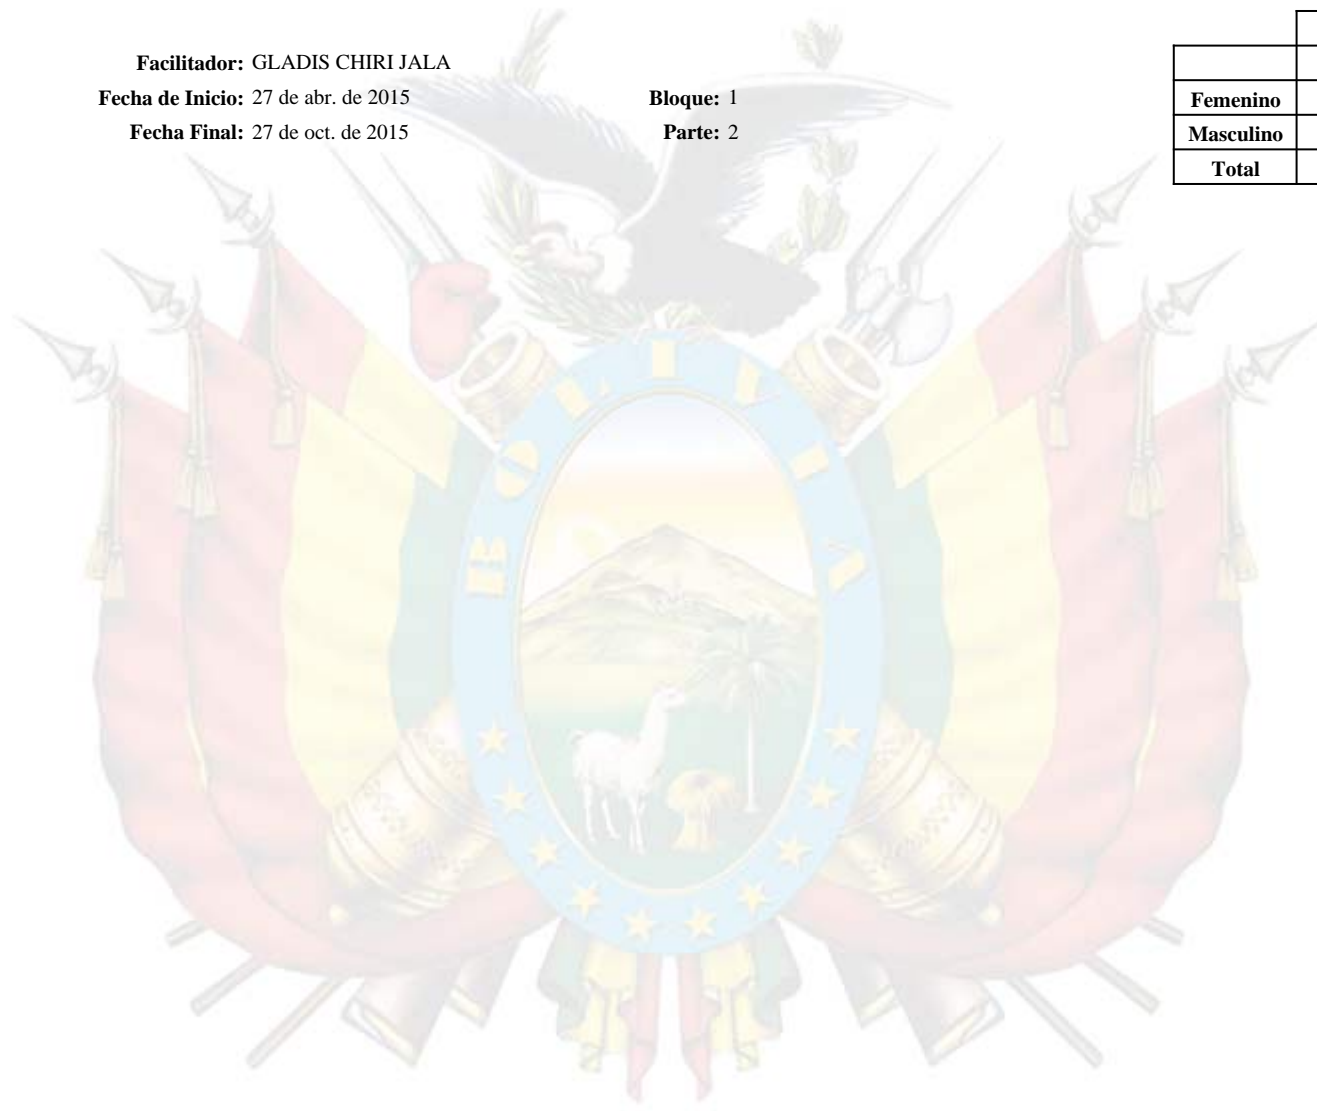 Facilitador: GLADIS CHIRI JALA
Fecha de Inicio: 27 de abr. de 2015 Bloque: 1
Fecha Final: 27 de oct. de 2015 Parte: 2
Femenino
Masculino
Total
BOLIVIA